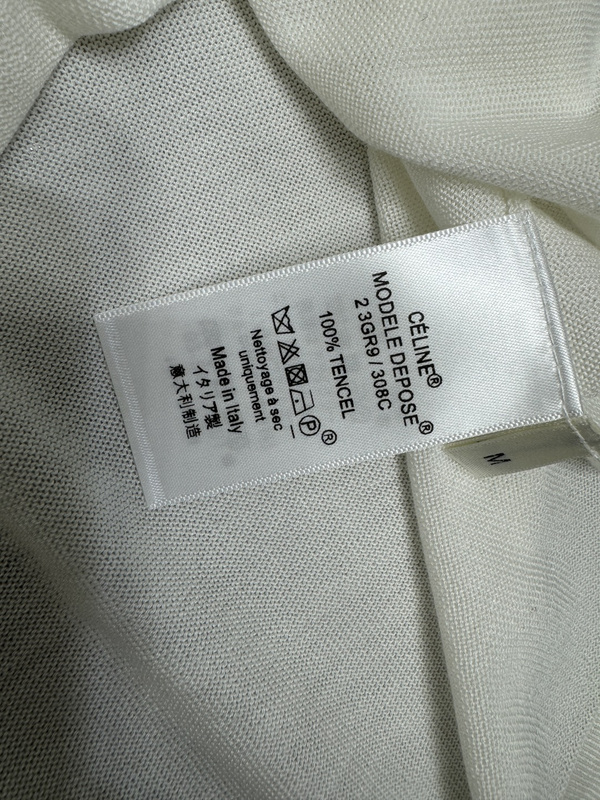 CÉLINE®
MODELE DEPOSE®
2 3GR9 / 308C
100% TENCEL
P®
Nettoyage à sec
uniquement
Made in Italy
イタリア製
意大利制造
M